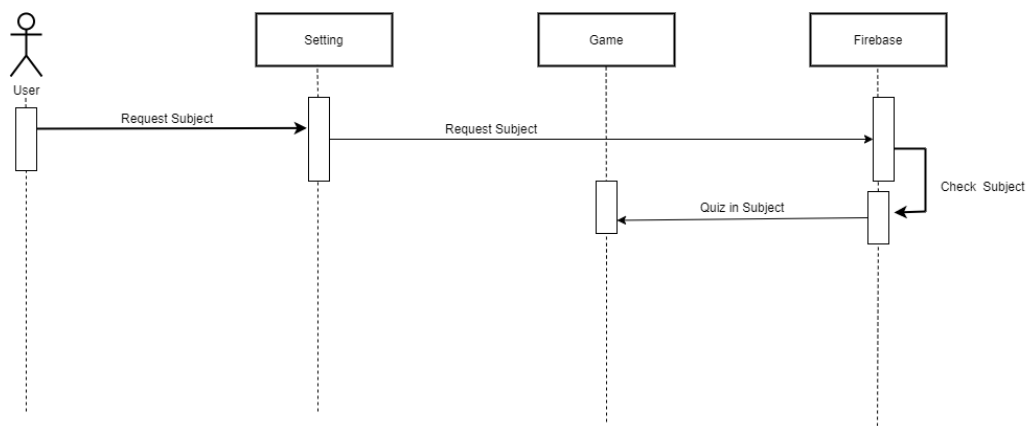 Setting
Game
Firebase
User
Request Subject
Request Subject
Check Subject
Quiz in Subject